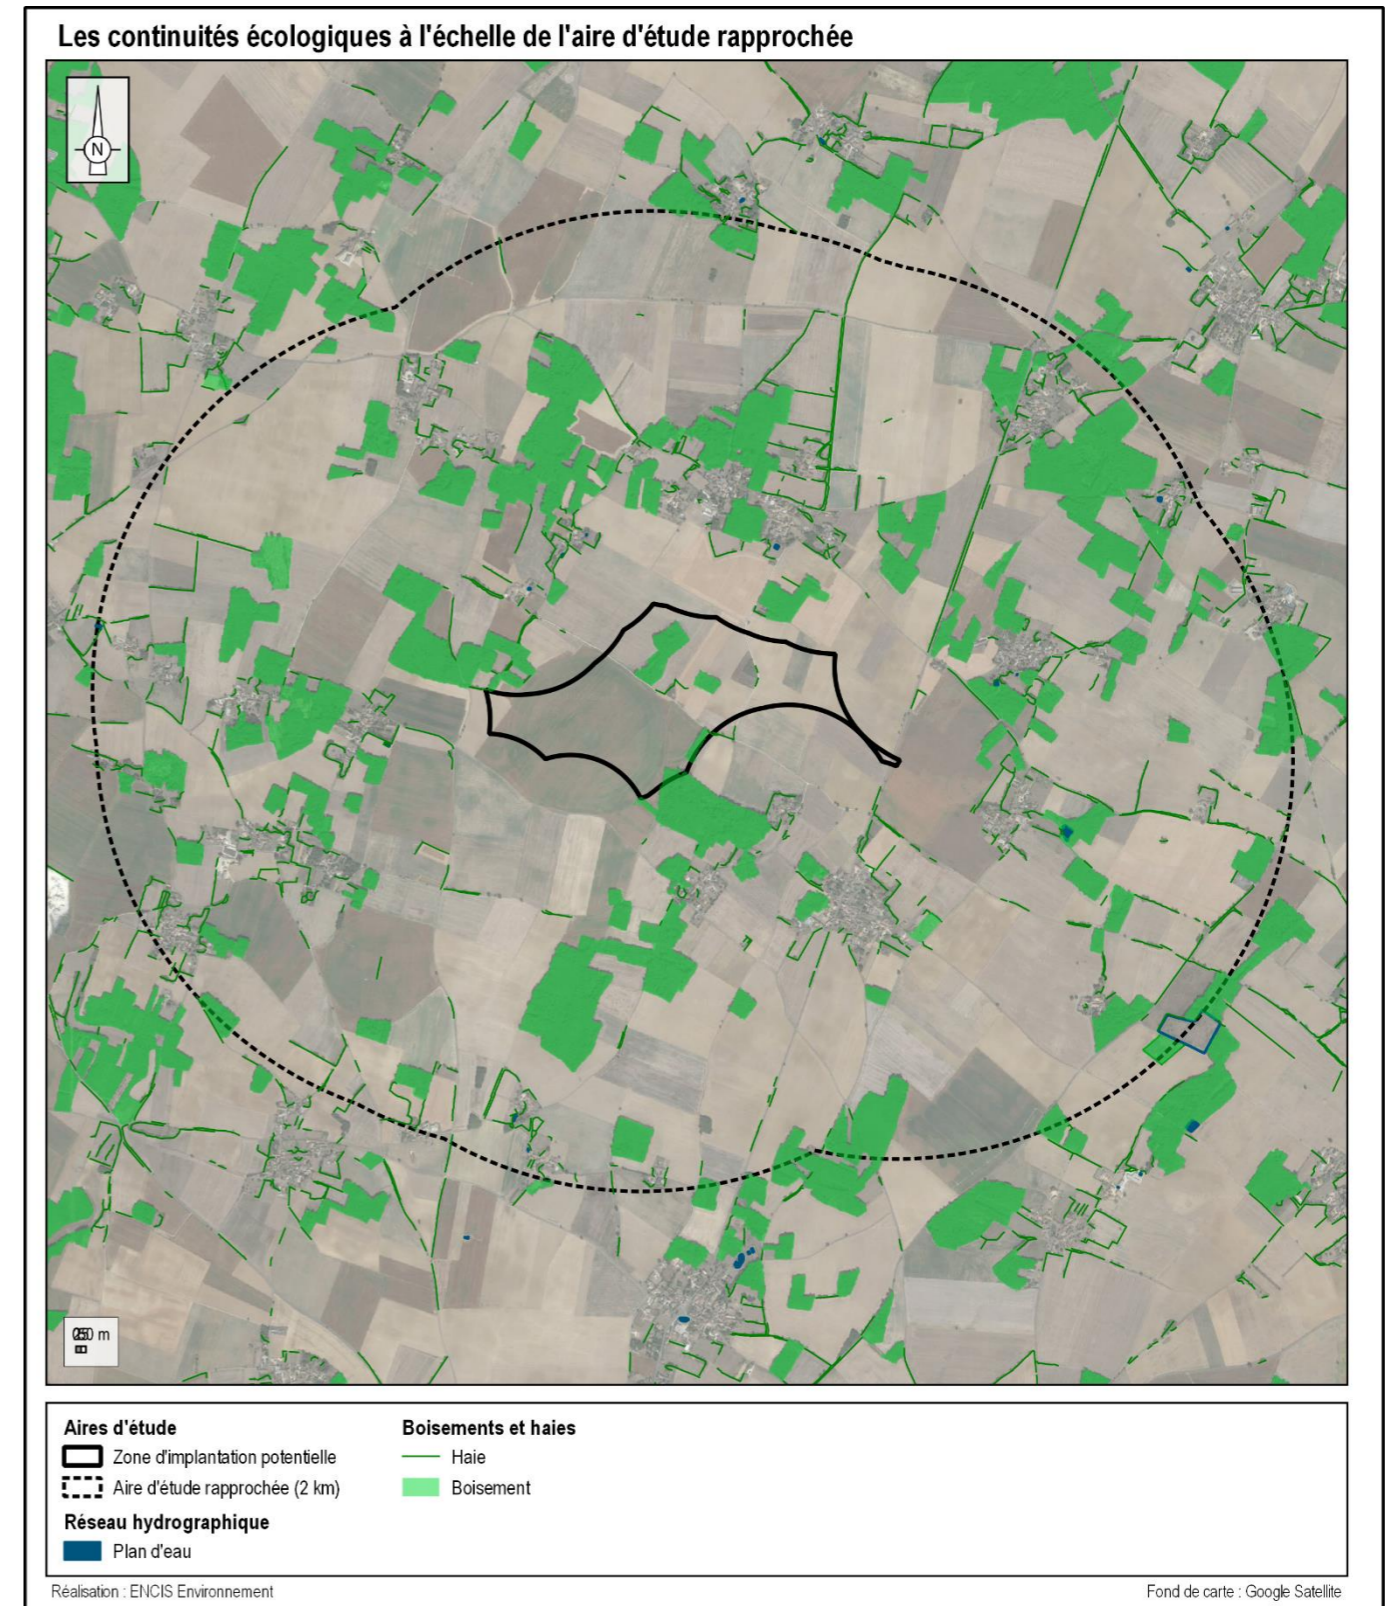 Les continuités écologiques à l'échelle de l'aire d'étude rapprochée
N
m
Aires d'étude
Zone d'implantation potentielle
Aire d'étude rapprochée (2 km)
Réseau hydrographique
Plan d'eau
Boisements et haies
Haie
Boisement
Réalisation : ENCIS Environnement
Fond de carte : Google Satellite